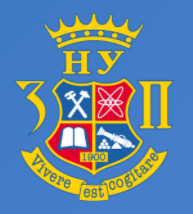 НУ
З П
1900
Vivere est cogitare